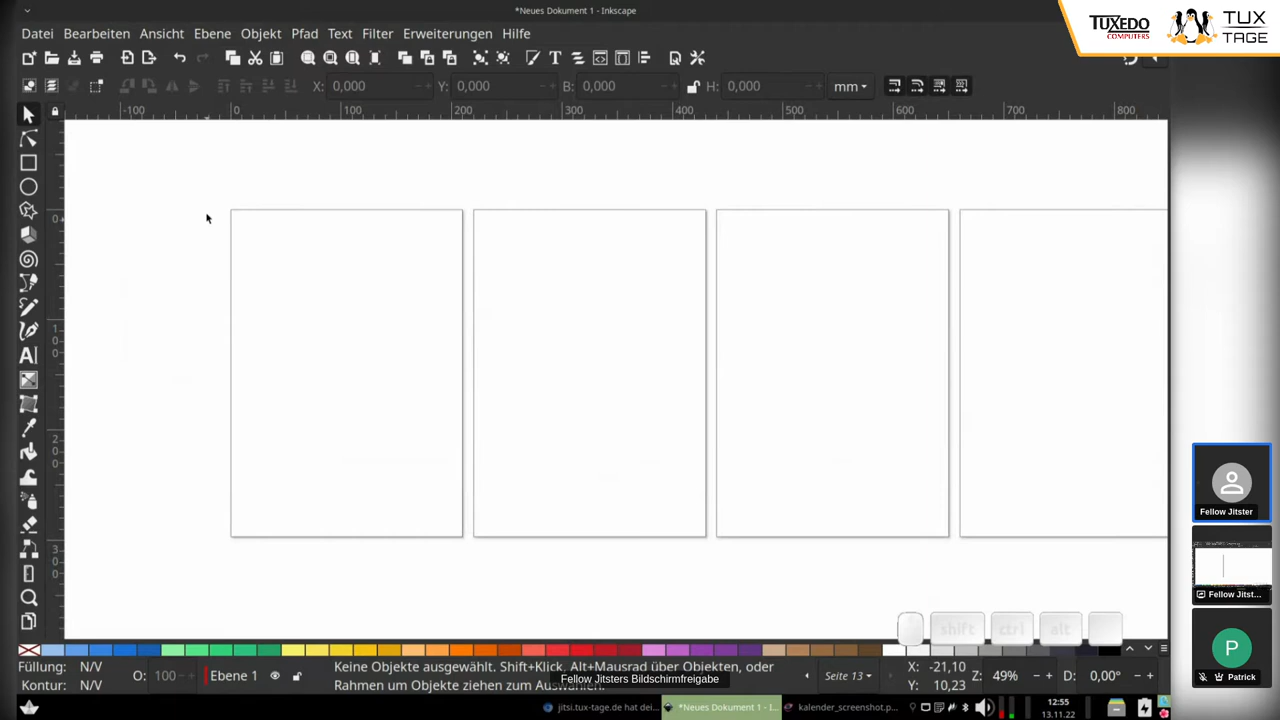 *Neues Dokument 1 - Inkscape
TUXEDO COMPUTERS
TUX TAGE
Datei Bearbeiten Ansicht Ebene Objekt Pfad Text Filter Erweiterungen Hilfe
X: 0,000 Y: 0,000 B: 0,000 H: 0,000 mm
-100 0 100 200 300 400 500 600 700 800
0
100
200
300
Fellow Jitster
Fellow Jitst...
P
Patrick
shift ctrl alt
Füllung: N/V
Kontur: N/V
O: 100
Ebene 1
Keine Objekte ausgewählt. Shift+Klick, Alt+Mausrad über Objekten, oder
Rahmen um Objekte ziehen zum Auswählen.
Seite 13
X: -21,10
Y: 10,23
Z: 49%
D: 0,00°
Fellow Jitsters Bildschirmfreigabe
jitsi.tux-tage.de hat dei...
*Neues Dokument 1 - I...
kalender_screenshot.p...
12:55
13.11.22